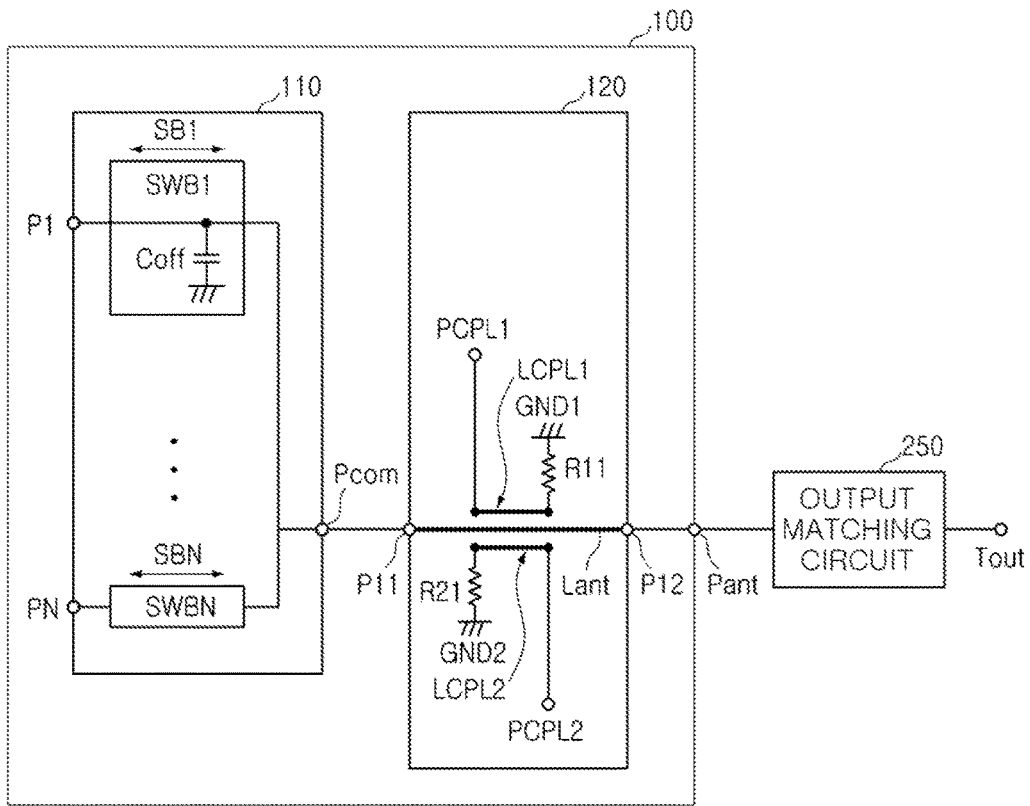 100
110
120
SB1
SWB1
P1
Coff
PCPL1
LCPL1
GND1
R11
Pcom
250
OUTPUT
MATCHING
CIRCUIT
Tout
SBN
PN
SWBN
P11
R21
Lant
P12
Pant
GND2
LCPL2
PCPL2